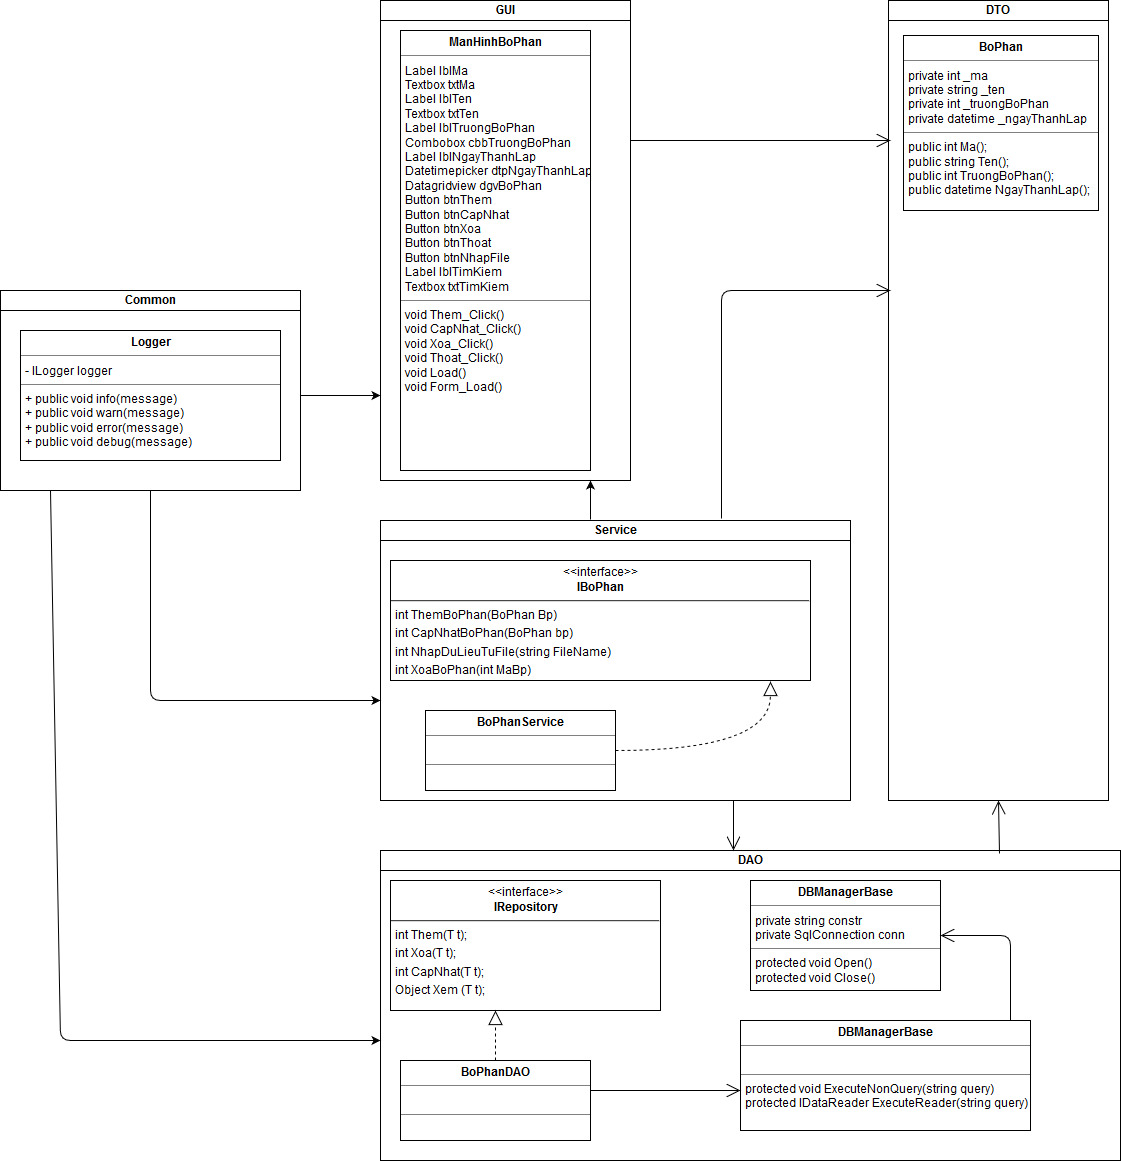 GUI
ManHinhBoPhan
Label lblMa
Textbox txtMa
Label lblTen
Textbox txtTen
Label lblTruongBoPhan
Combobox cbbTruongBoPhan
Label lblNgayThanhLap
Datetimepicker dtpNgayThanhLap
Datagridview dgvBoPhan
Button btnThem
Button btnCapNhat
Button btnXoa
Button btnThoat
Button btnNhapFile
Label lblTimKiem
Textbox txtTimKiem
void Them_Click()
void CapNhat_Click()
void Xoa_Click()
void Thoat_Click()
void Load()
void Form_Load()
DTO
BoPhan
private int _ma
private string _ten
private int _truongBoPhan
private datetime _ngayThanhLap
public int Ma();
public string Ten();
public int TruongBoPhan();
public datetime NgayThanhLap();
Common
Logger
- ILogger logger
+ public void info(message)
+ public void warn(message)
+ public void error(message)
+ public void debug(message)
Service
<<interface>>
IBoPhan
int ThemBoPhan(BoPhan Bp)
int CapNhatBoPhan(BoPhan bp)
int NhapDuLieuTuFile(string FileName)
int XoaBoPhan(int MaBp)
BoPhanService
DAO
<<interface>>
IRepository
int Them(T t);
int Xoa(T t);
int CapNhat(T t);
Object Xem (T t);
BoPhanDAO
DBManagerBase
private string constr
private SqlConnection conn
protected void Open()
protected void Close()
DBManagerBase
protected void ExecuteNonQuery(string query)
protected IDataReader ExecuteReader(string query)